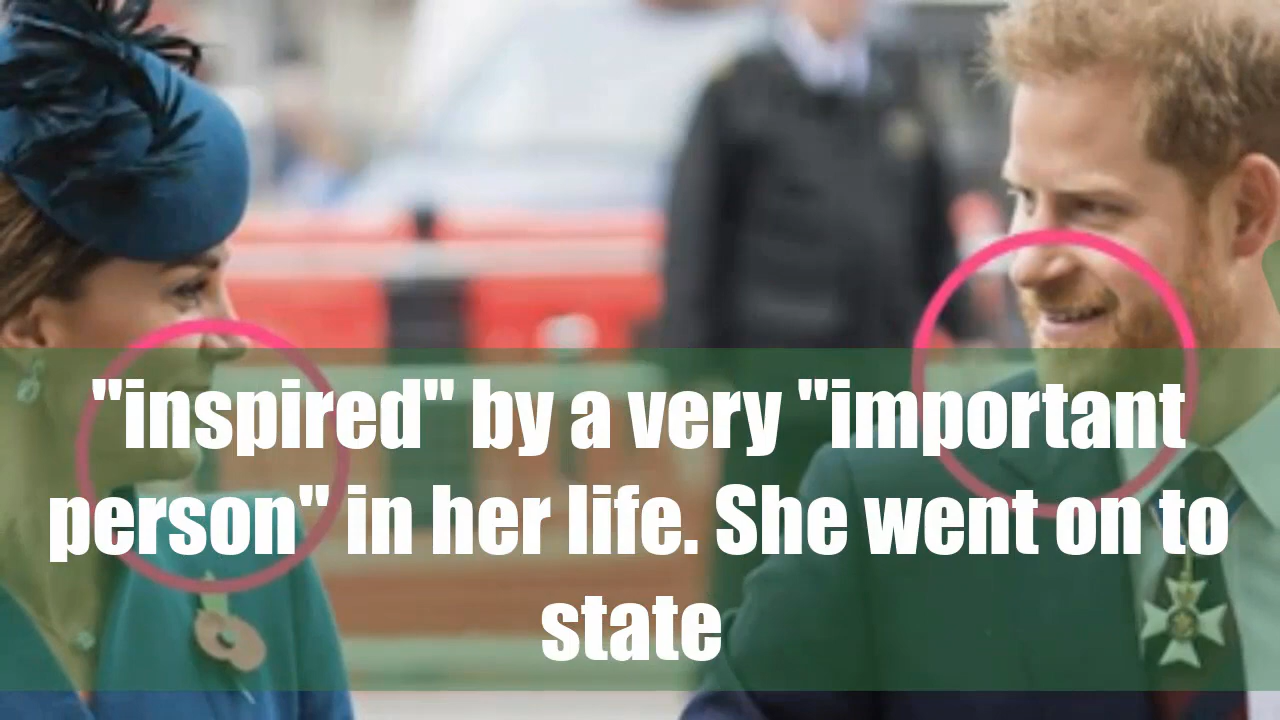 "inspired" by a very "important
person" in her life. She went on to
state